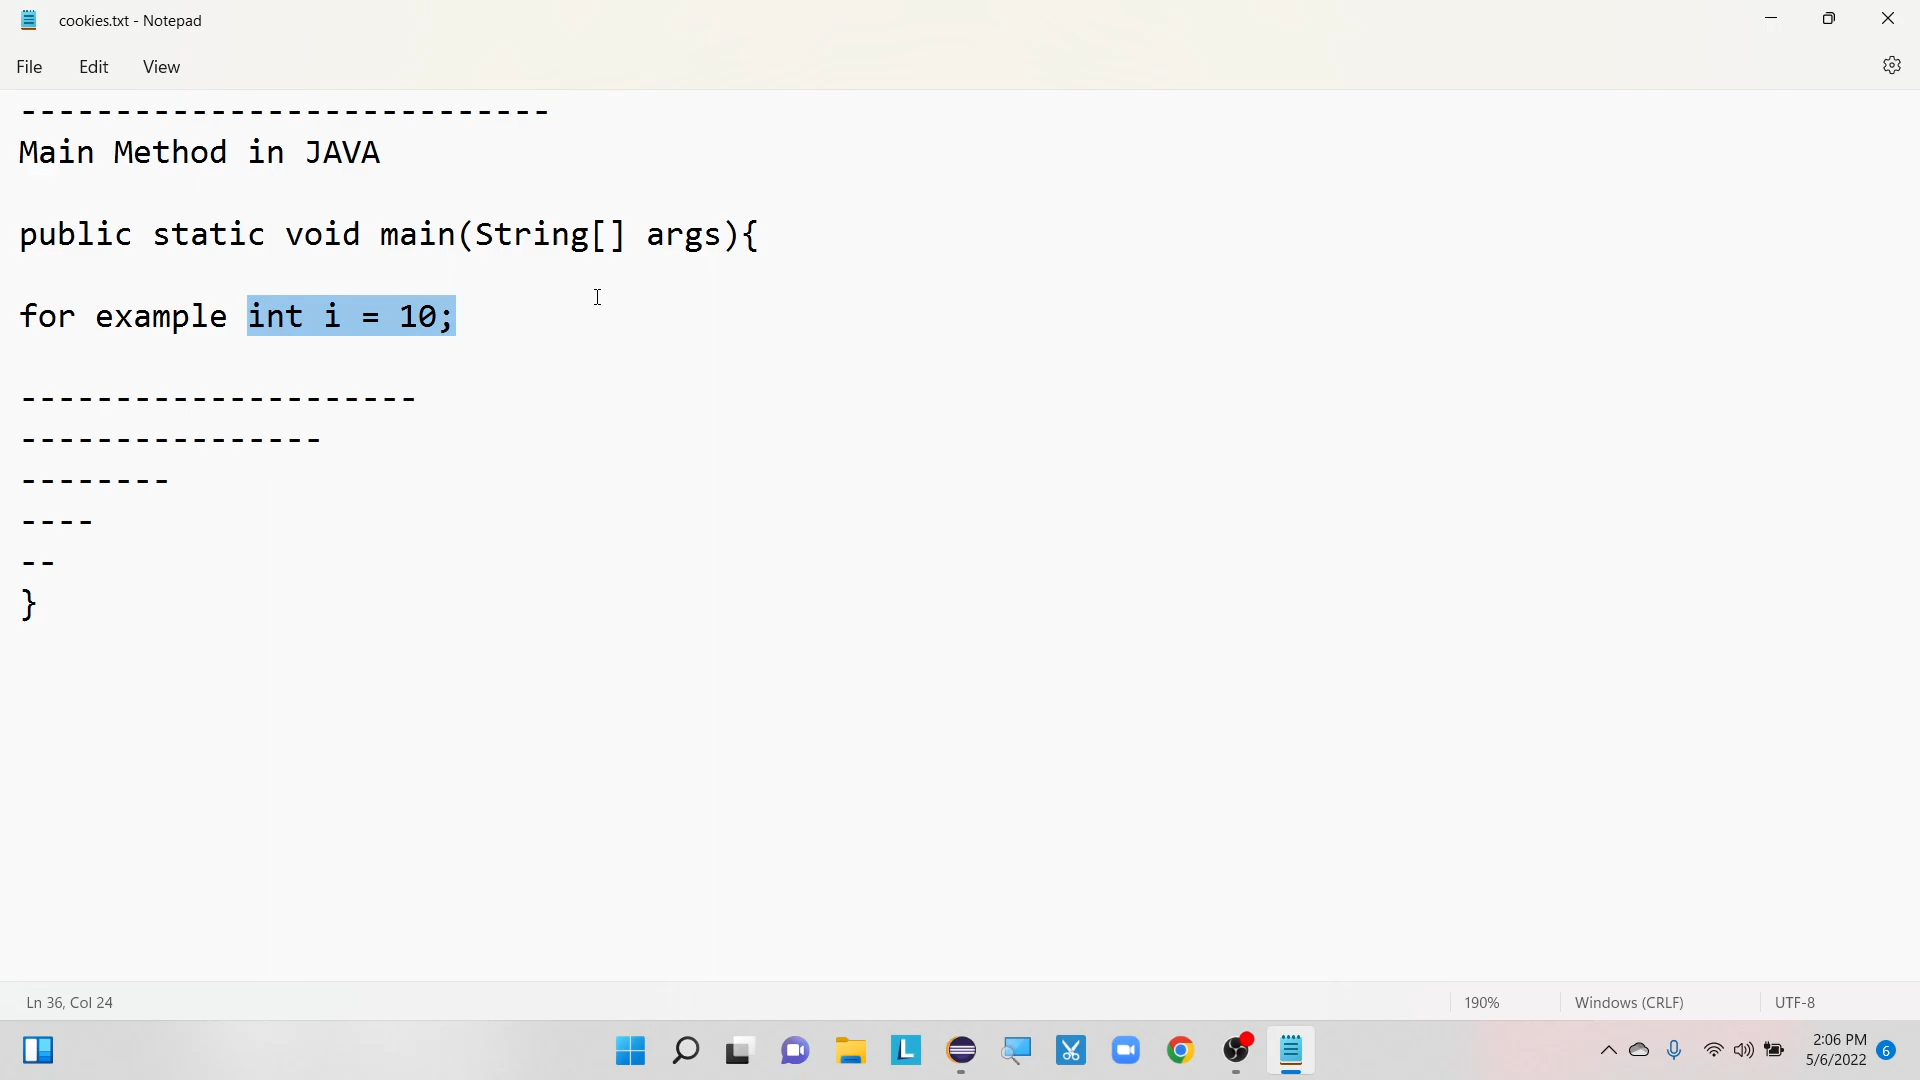 cookies.txt - Notepad
File Edit View
----------------------------
Main Method in JAVA
public static void main(String[] args){
for example int i = 10;
---------------------
----------------
--------
----
--
}
Ln 36, Col 24 190% Windows (CRLF) UTF-8
L
2:06 PM
5/6/2022 6